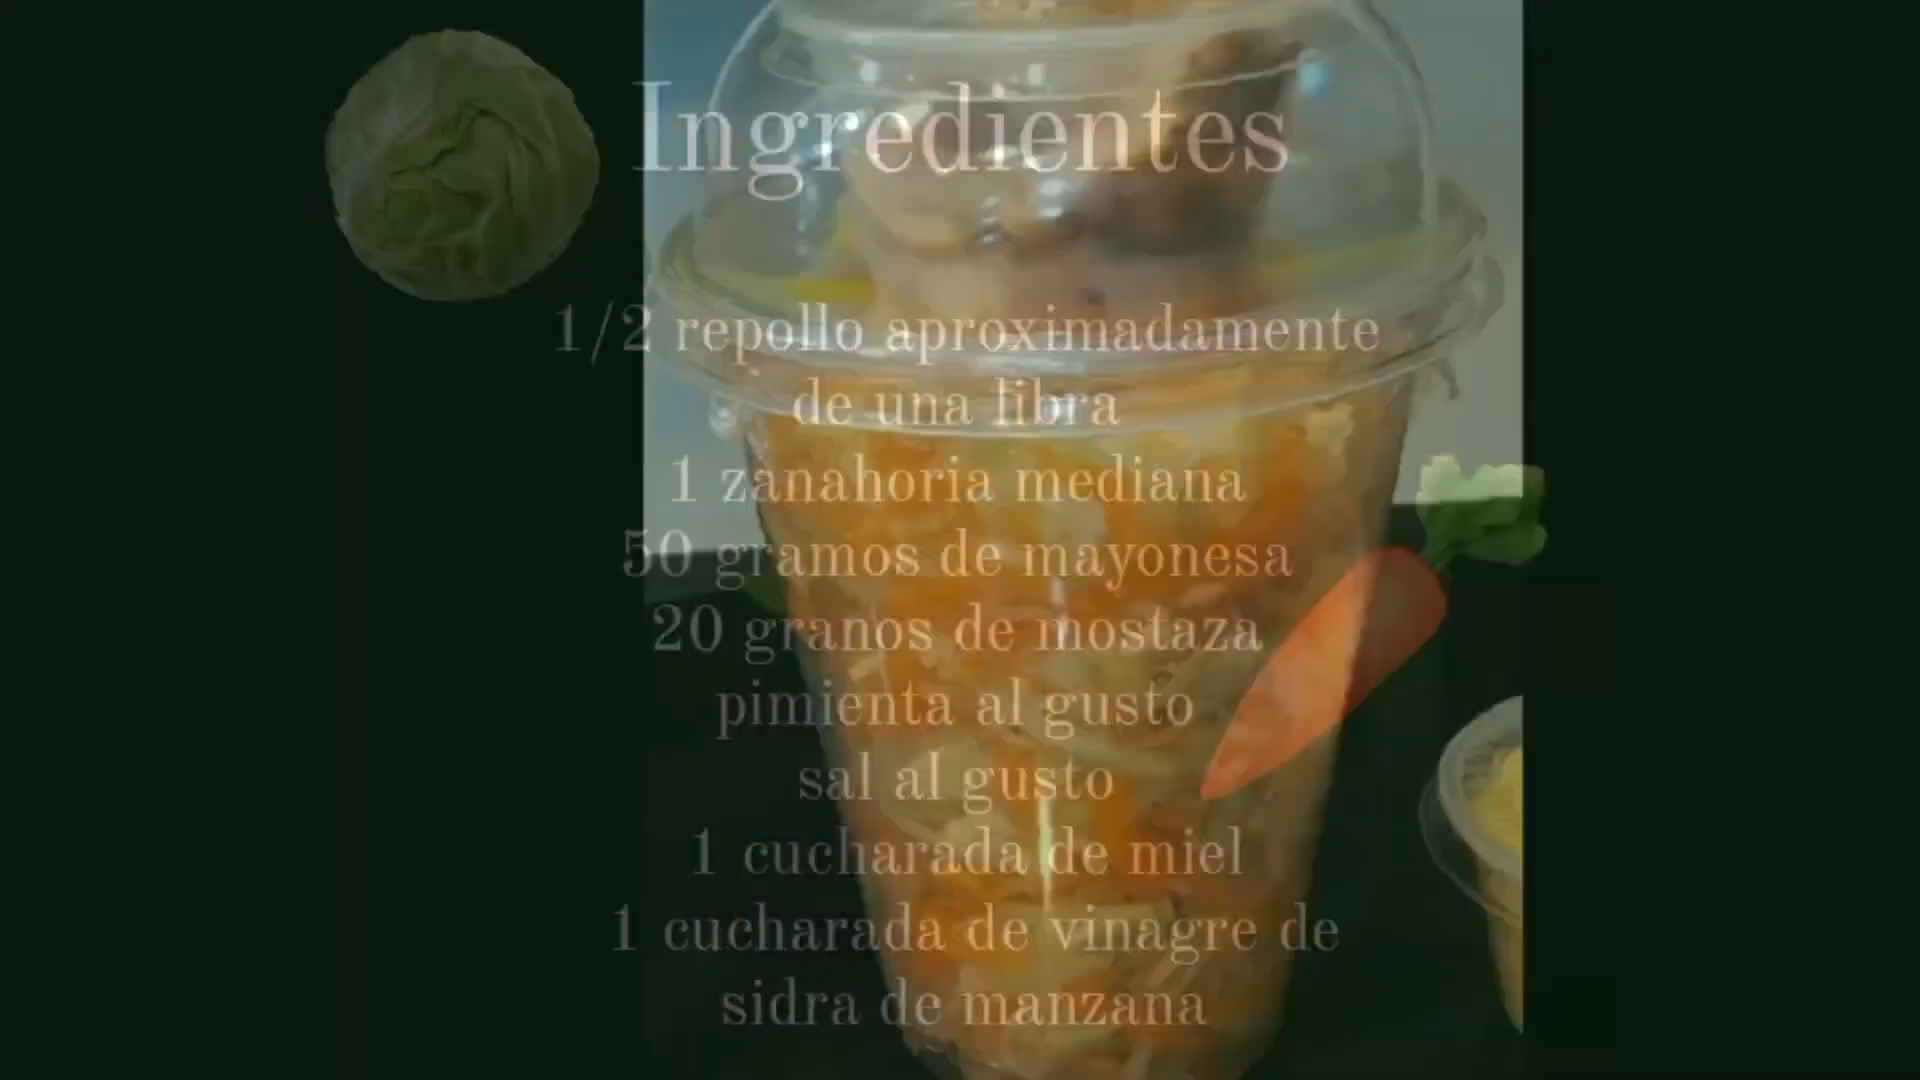 Ingredientes
1/2 repollo aproximadamente
de una libra
1 zanahoria mediana
50 gramos de mayonesa
20 granos de mostaza
pimienta al gusto
sal al gusto
1 cucharada de miel
1 cucharada de vinagre de
sidra de manzana